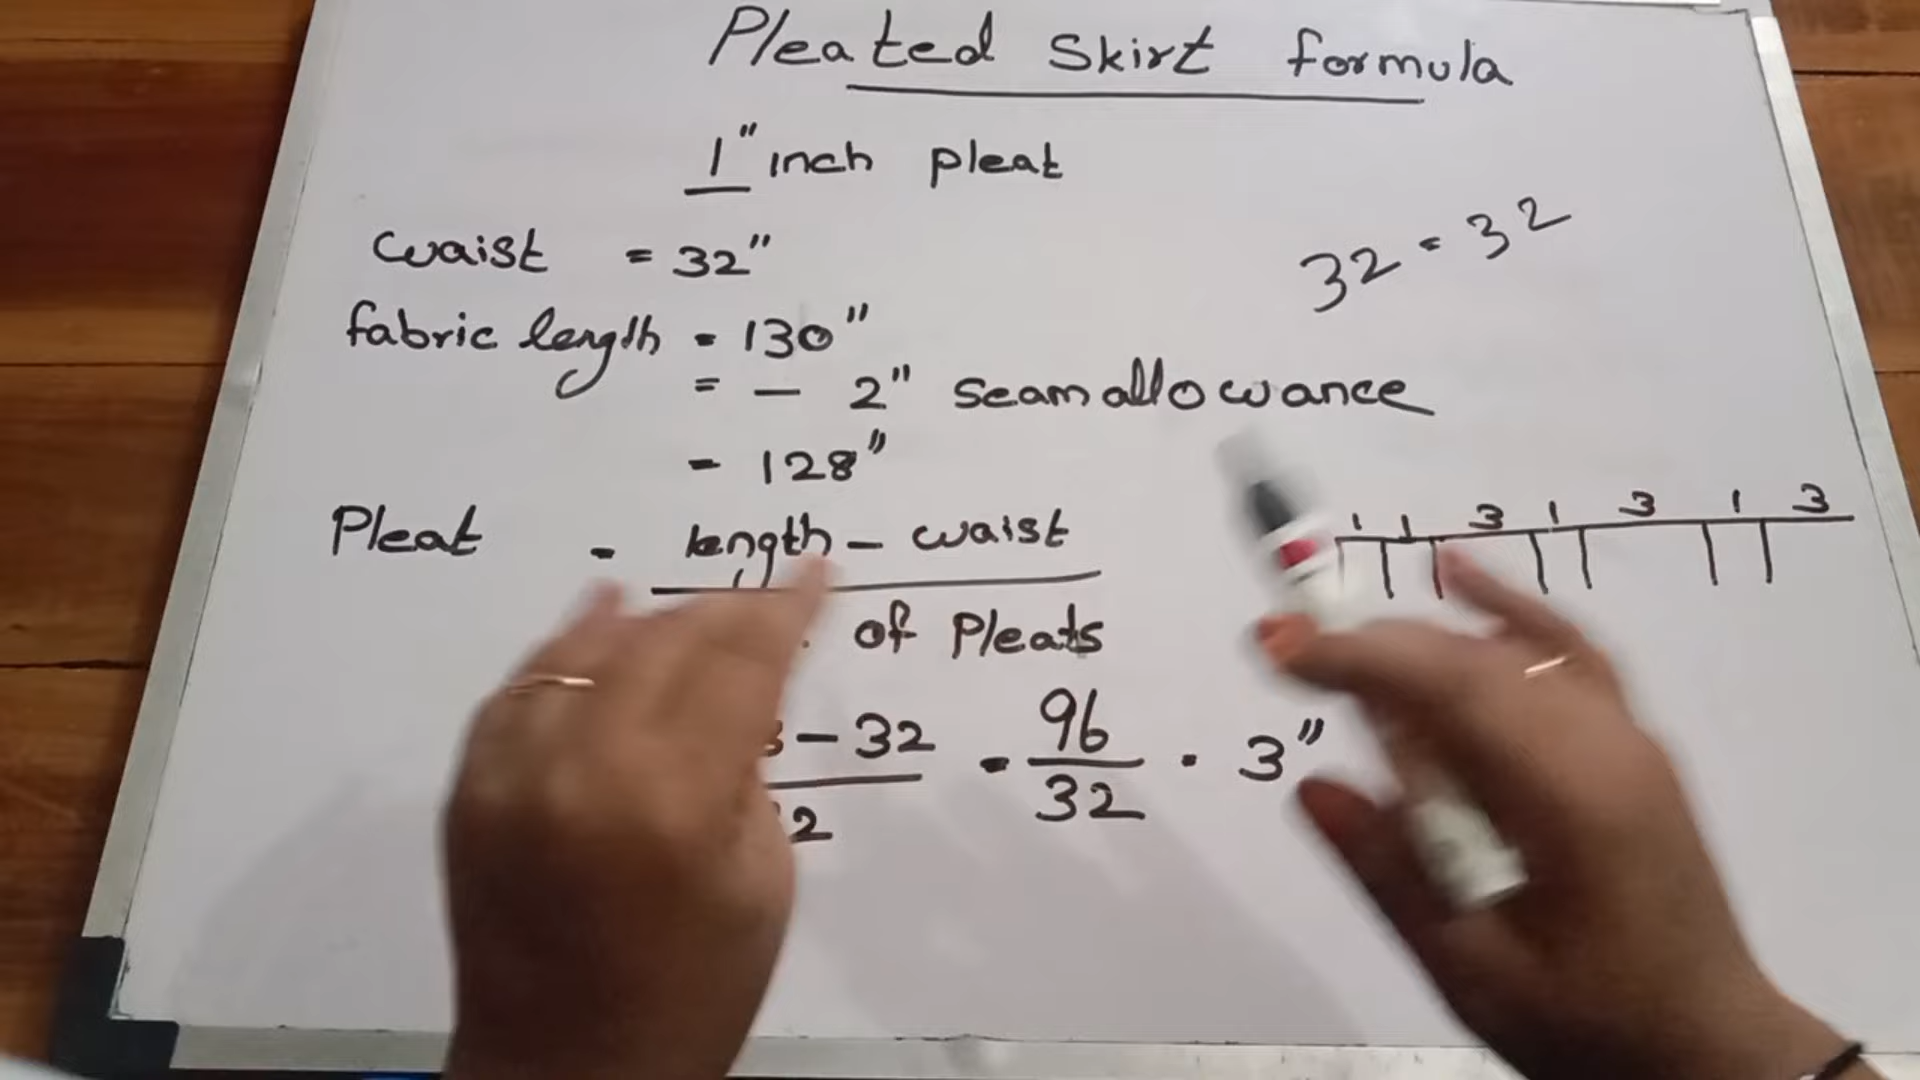 Pleated Skirt formula
1" inch pleat
waist = 32"
32 = 32
fabric length = 130"
= - 2" seam allowance
= 128"
1 1 3 1 3 1 3
Pleat = length - waist
of Pleats
- 32 = 96 = 3"
2 32